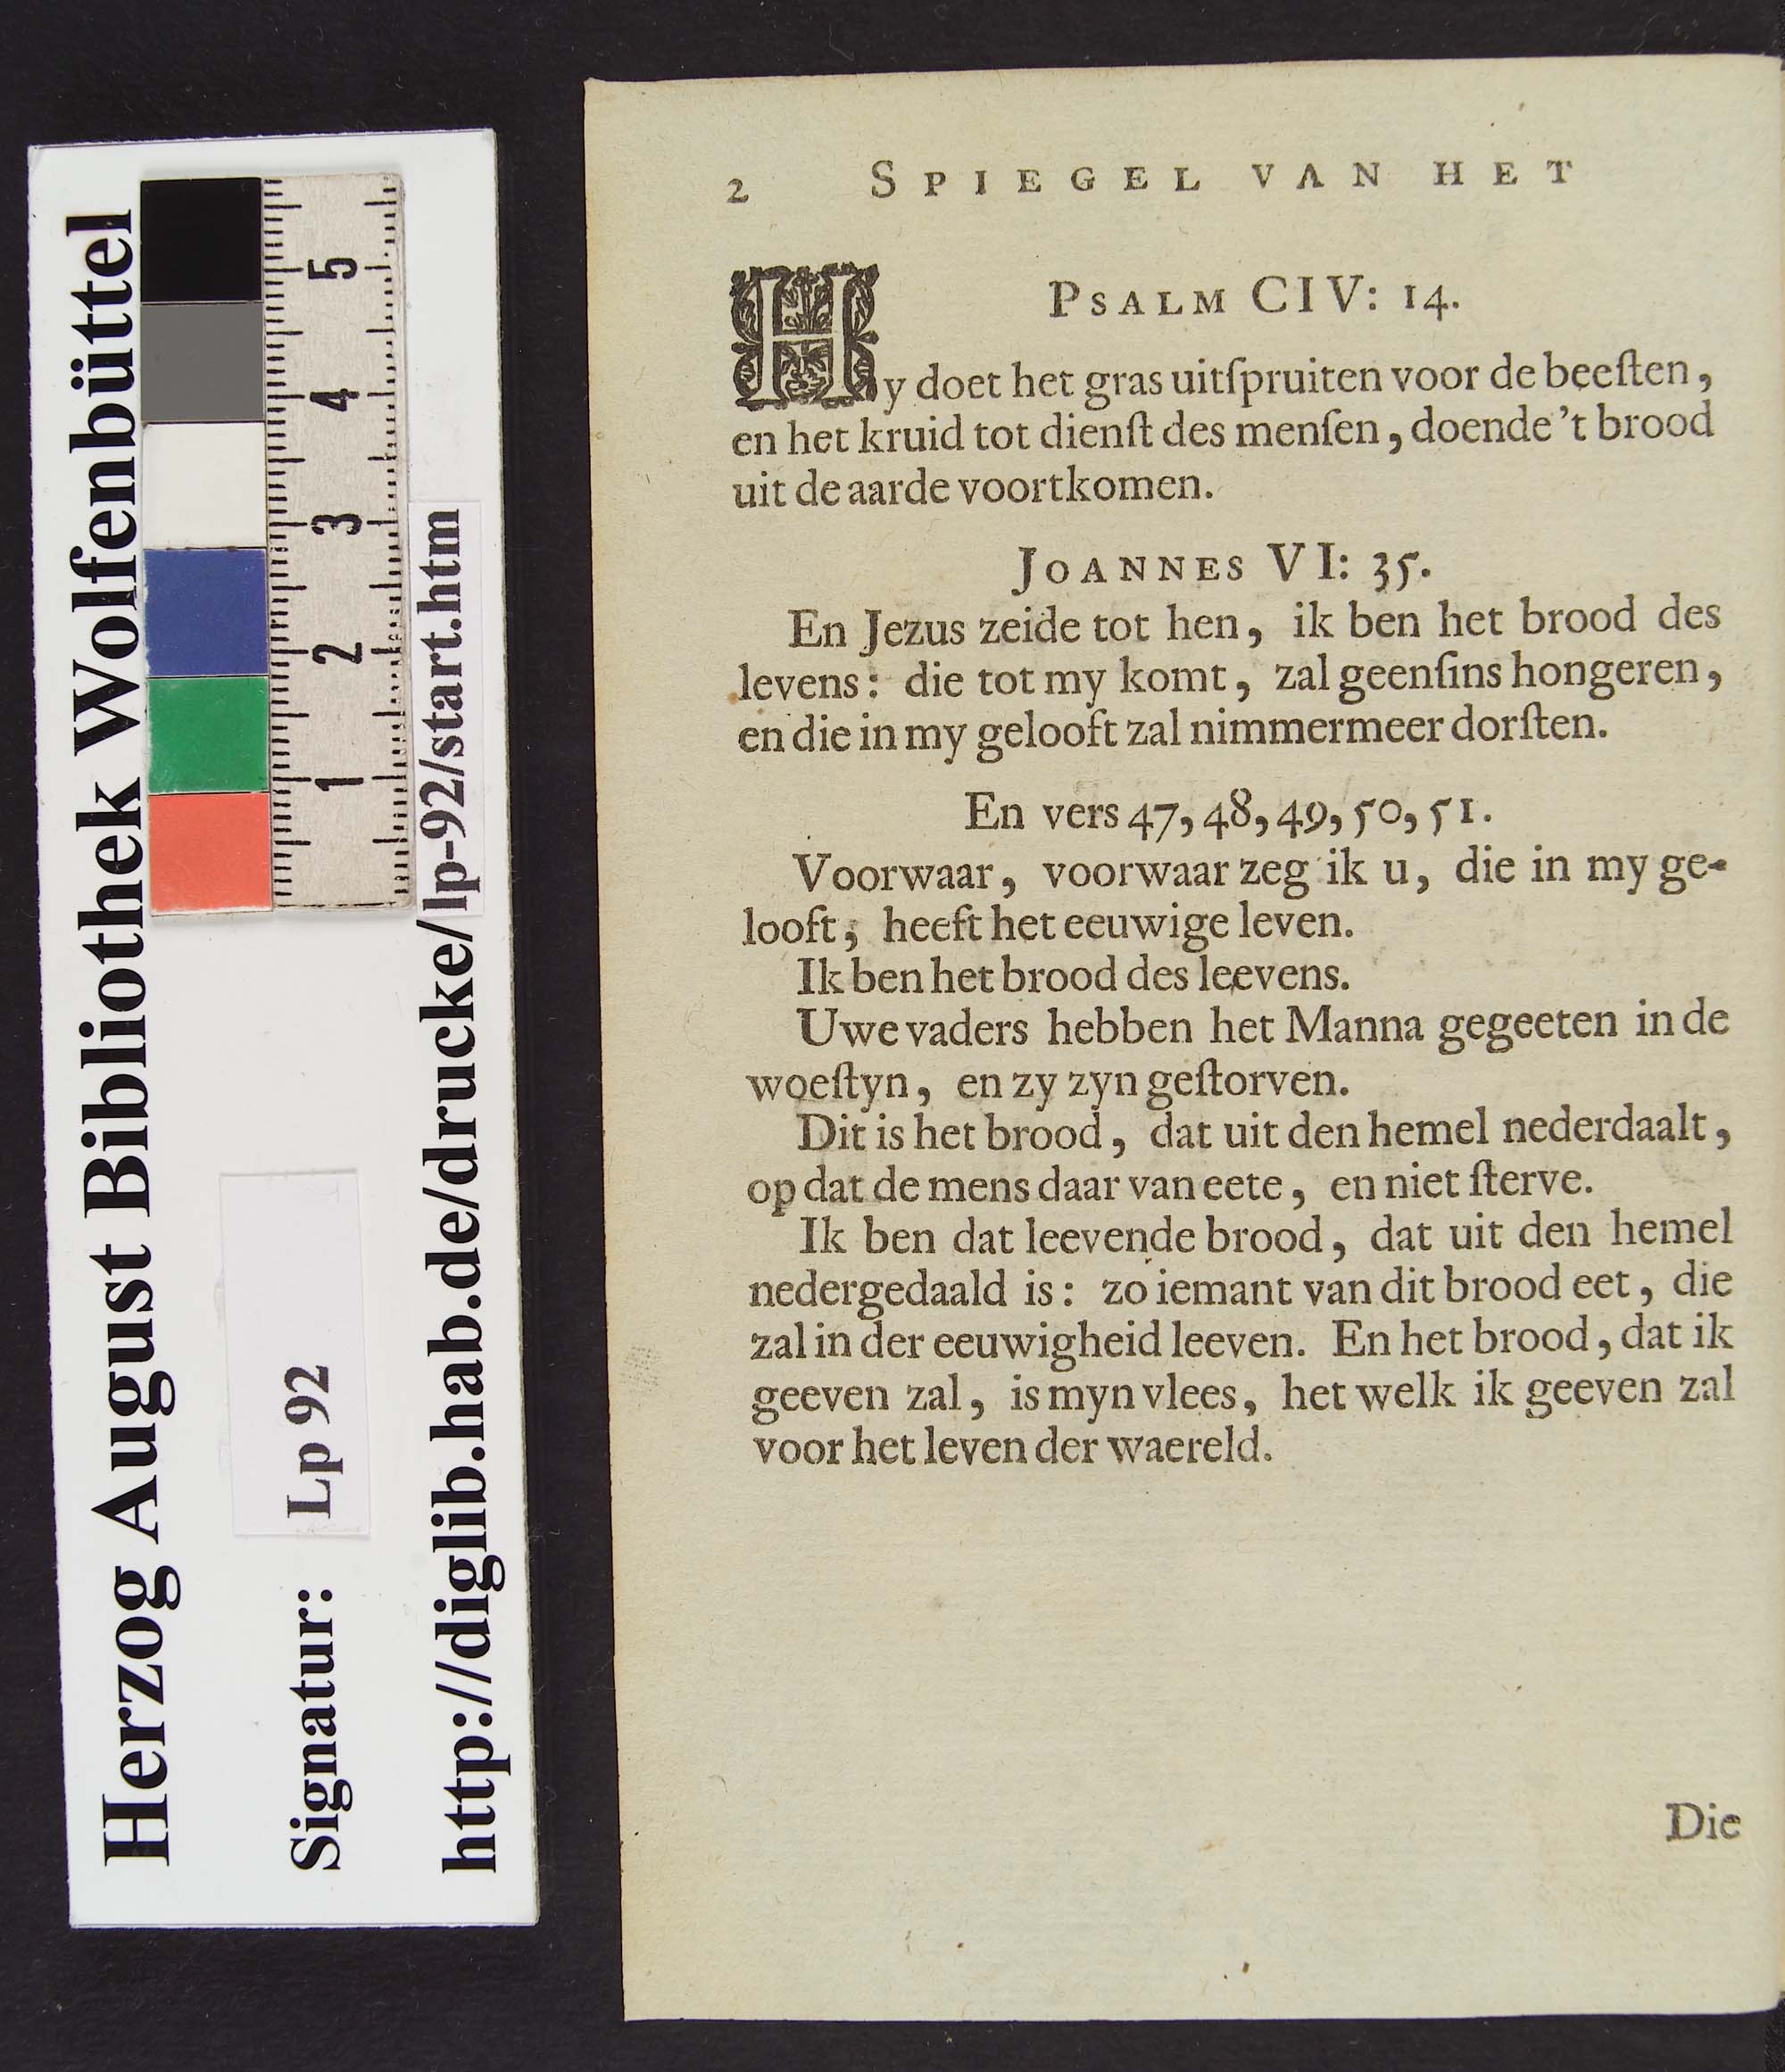 Herzog August Bibliothek Wolfenbüttel
Signatur: Lp 92
http://diglib.hab.de/drucke/lp-92/start.htm
5
4
3
2
1
2 SPIEGEL VAN HET
PSALM CIV: 14.
Hy doet het gras uitſpruiten voor de beeſten,
en het kruid tot dienſt des menſen, doende 't brood
uit de aarde voortkomen.
JOANNES VI: 35.
En Jezus zeide tot hen, ik ben het brood des
levens: die tot my komt, zal geenſins hongeren,
en die in my gelooft zal nimmermeer dorſten.
En vers 47, 48, 49, 50, 51.
Voorwaar, voorwaar zeg ik u, die in my ge-
looft, heeft het eeuwige leven.
Ik ben het brood des leevens.
Uwe vaders hebben het Manna gegeeten in de
woeſtyn, en zy zyn geſtorven.
Dit is het brood, dat uit den hemel nederdaalt,
op dat de mens daar van eete, en niet ſterve.
Ik ben dat leevende brood, dat uit den hemel
nedergedaald is: zo iemant van dit brood eet, die
zal in der eeuwigheid leeven. En het brood, dat ik
geeven zal, is myn vlees, het welk ik geeven zal
voor het leven der waereld.
Die